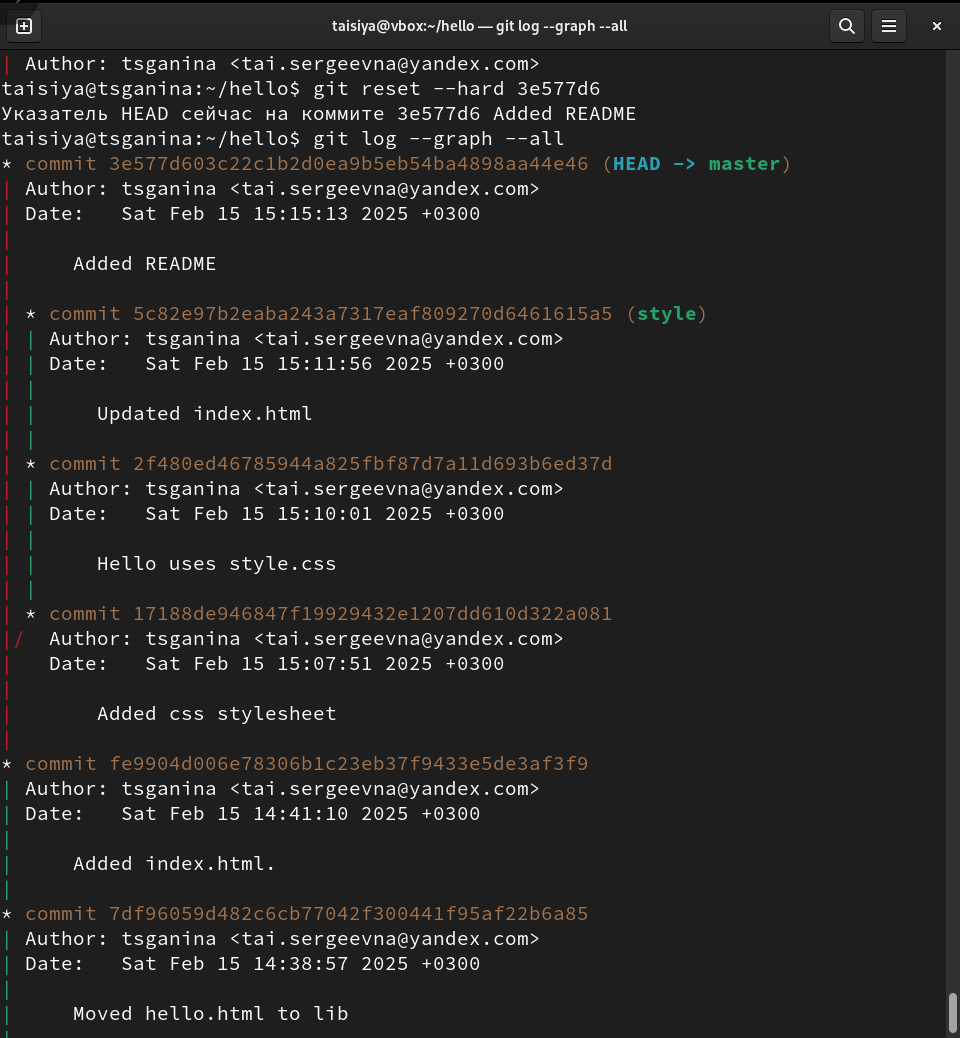 taisiya@vbox:~/hello — git log --graph --all
| Author: tsganina <tai.sergeevna@yandex.com>
taisiya@tsganina:~/hello$ git reset --hard 3e577d6
Указатель HEAD сейчас на коммите 3e577d6 Added README
taisiya@tsganina:~/hello$ git log --graph --all
* commit 3e577d603c22c1b2d0ea9b5eb54ba4898aa44e46 (HEAD -> master)
| Author: tsganina <tai.sergeevna@yandex.com>
| Date:   Sat Feb 15 15:15:13 2025 +0300
|
|     Added README
|
| * commit 5c82e97b2eaba243a7317eaf809270d6461615a5 (style)
| | Author: tsganina <tai.sergeevna@yandex.com>
| | Date:   Sat Feb 15 15:11:56 2025 +0300
| |
| |     Updated index.html
| |
| * commit 2f480ed46785944a825fbf87d7a11d693b6ed37d
| | Author: tsganina <tai.sergeevna@yandex.com>
| | Date:   Sat Feb 15 15:10:01 2025 +0300
| |
| |     Hello uses style.css
| |
| * commit 17188de946847f19929432e1207dd610d322a081
|/  Author: tsganina <tai.sergeevna@yandex.com>
|   Date:   Sat Feb 15 15:07:51 2025 +0300
|
|       Added css stylesheet
|
* commit fe9904d006e78306b1c23eb37f9433e5de3af3f9
| Author: tsganina <tai.sergeevna@yandex.com>
| Date:   Sat Feb 15 14:41:10 2025 +0300
|
|     Added index.html.
|
* commit 7df96059d482c6cb77042f300441f95af22b6a85
| Author: tsganina <tai.sergeevna@yandex.com>
| Date:   Sat Feb 15 14:38:57 2025 +0300
|
|     Moved hello.html to lib
|